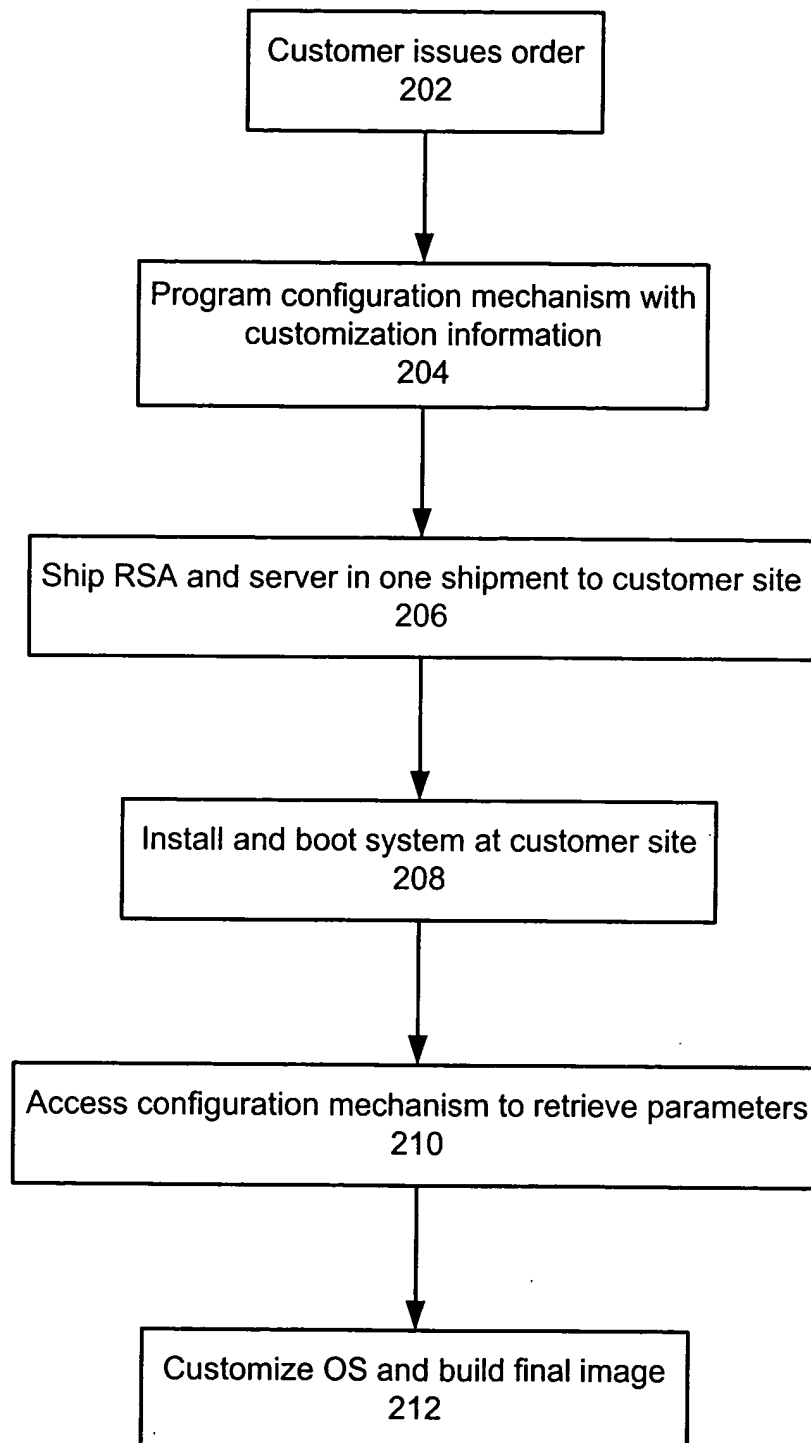 Customer issues order
202
Program configuration mechanism with
customization information
204
Ship RSA and server in one shipment to customer site
206
Install and boot system at customer site
208
Access configuration mechanism to retrieve parameters
210
Customize OS and build final image
212